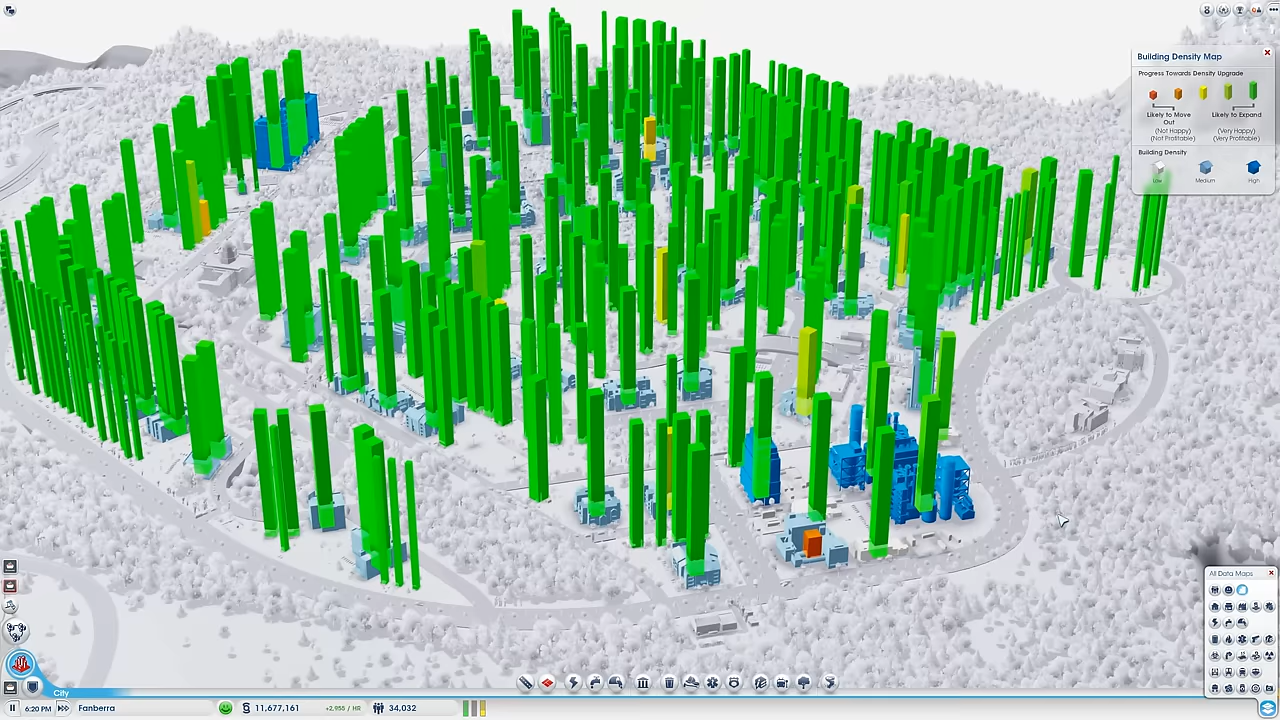 Building Density Map
Progress Towards Density Upgrade
Likely to Move Out
Likely to Expand
(Not Happy)
(Not Profitable)
(Very Happy)
(Very Profitable)
Building Density
Low
Medium
High
All Data Maps
City
6:20 PM
Fanberra
11,677,161
+2,955 / HR
34,032